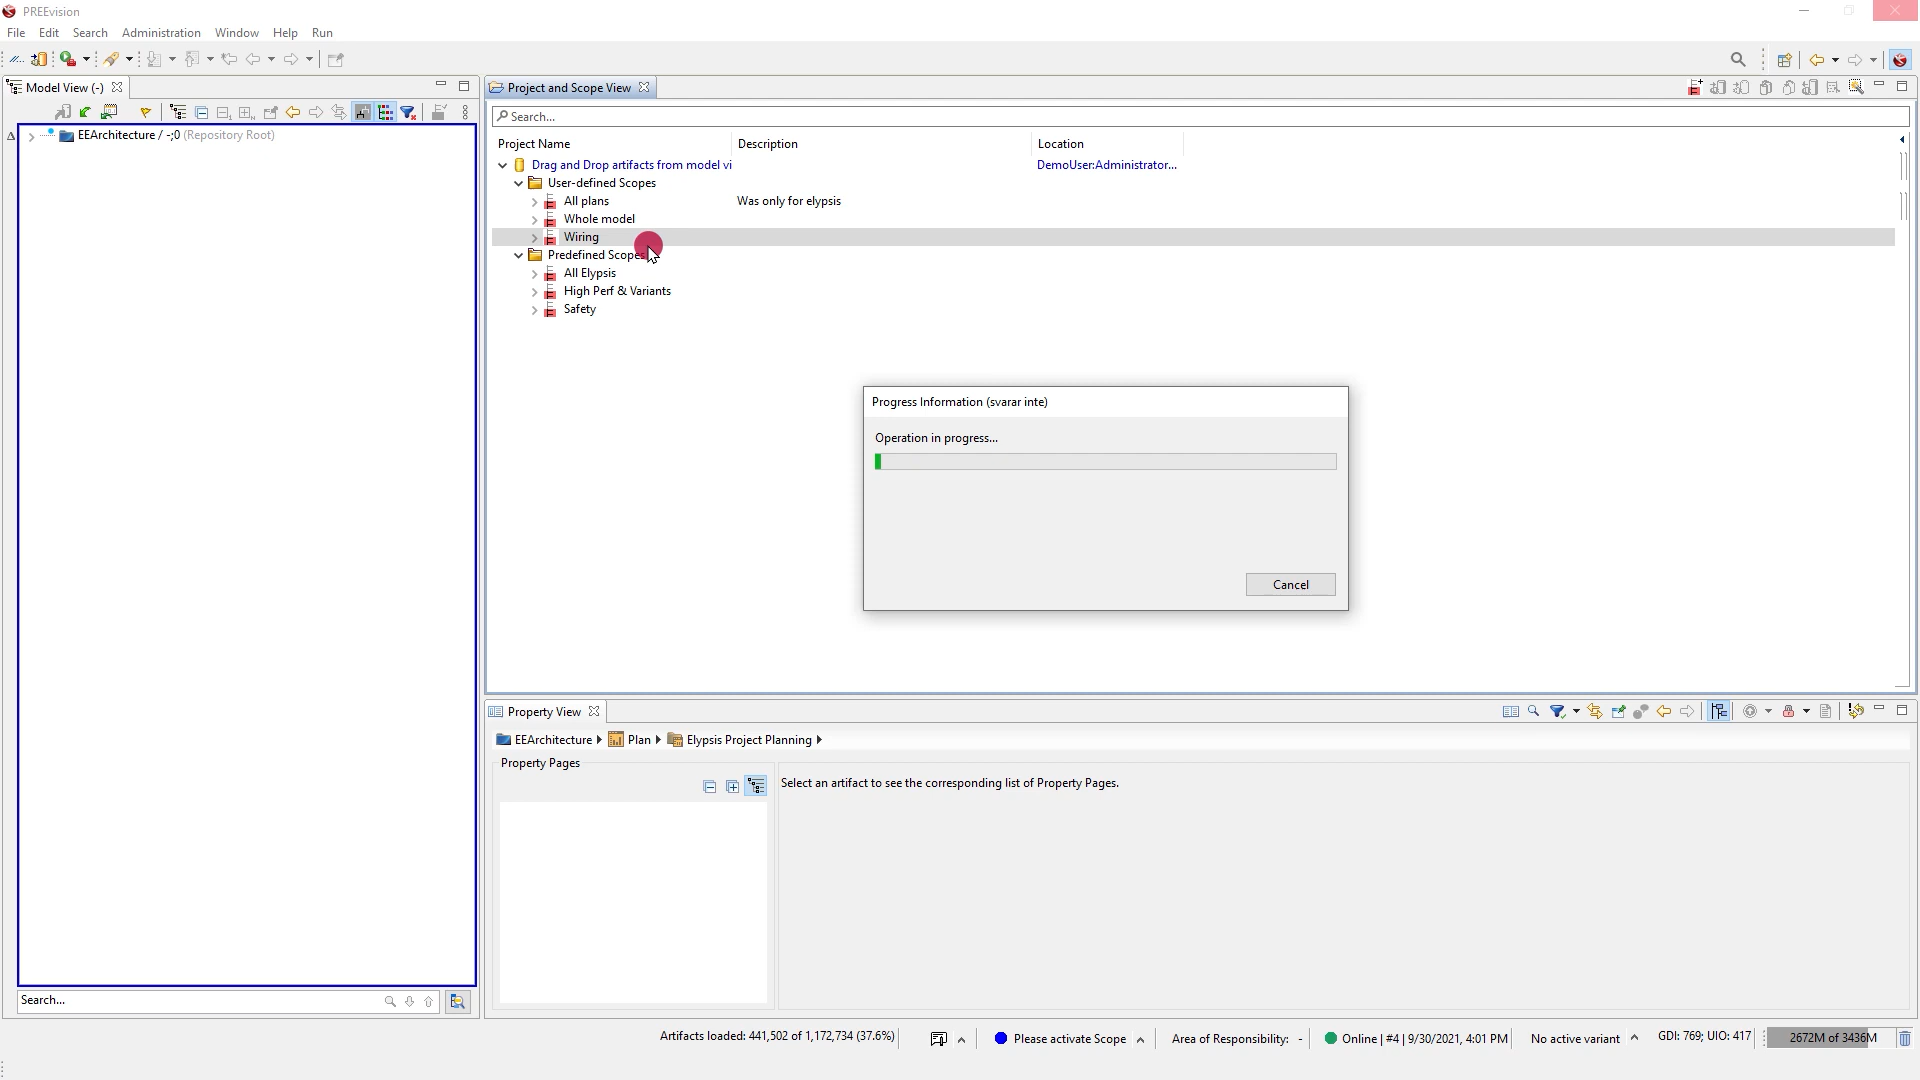 PREEvision
File Edit Search Administration Window Help Run
Model View (-)
EEArchitecture / -;0 (Repository Root)
Search...
Project and Scope View
Search...
Project Name Description Location
Drag and Drop artifacts from model vi DemoUser:Administrator...
User-defined Scopes
All plans Was only for elypsis
Whole model
Wiring
Predefined Scopes
All Elypsis
High Perf & Variants
Safety
Progress Information (svarar inte)
Operation in progress...
Cancel
Property View
EEArchitecture Plan Elypsis Project Planning
Property Pages
Select an artifact to see the corresponding list of Property Pages.
Artifacts loaded: 441,502 of 1,172,734 (37.6%) Please activate Scope Area of Responsibility: - Online | #4 | 9/30/2021, 4:01 PM No active variant GDI: 769; UIO: 417 2672M of 3436M